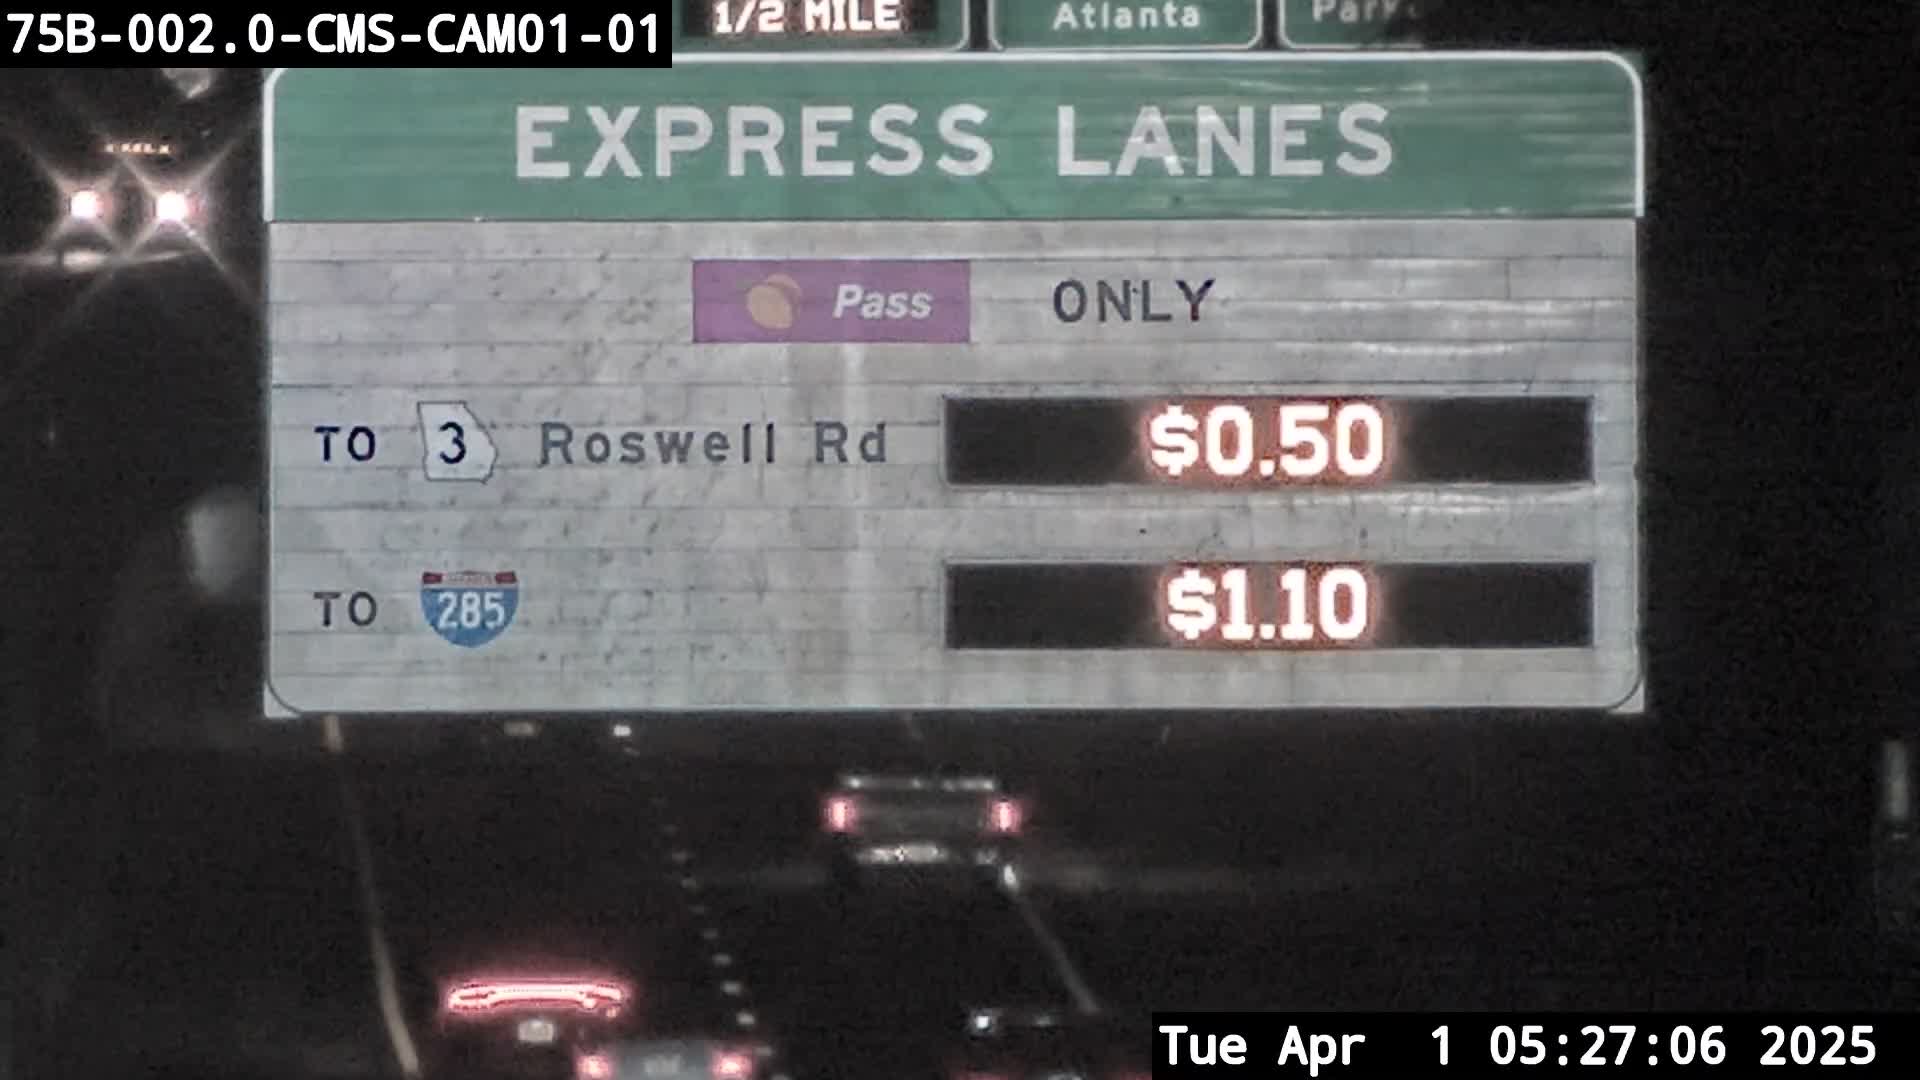 75B-002.0-CMS-CAM01-01
1/2 MILE
Atlanta
EXPRESS LANES
Pass ONLY
TO 3 Roswell Rd $0.50
TO 285 $1.10
Tue Apr 1 05:27:06 2025